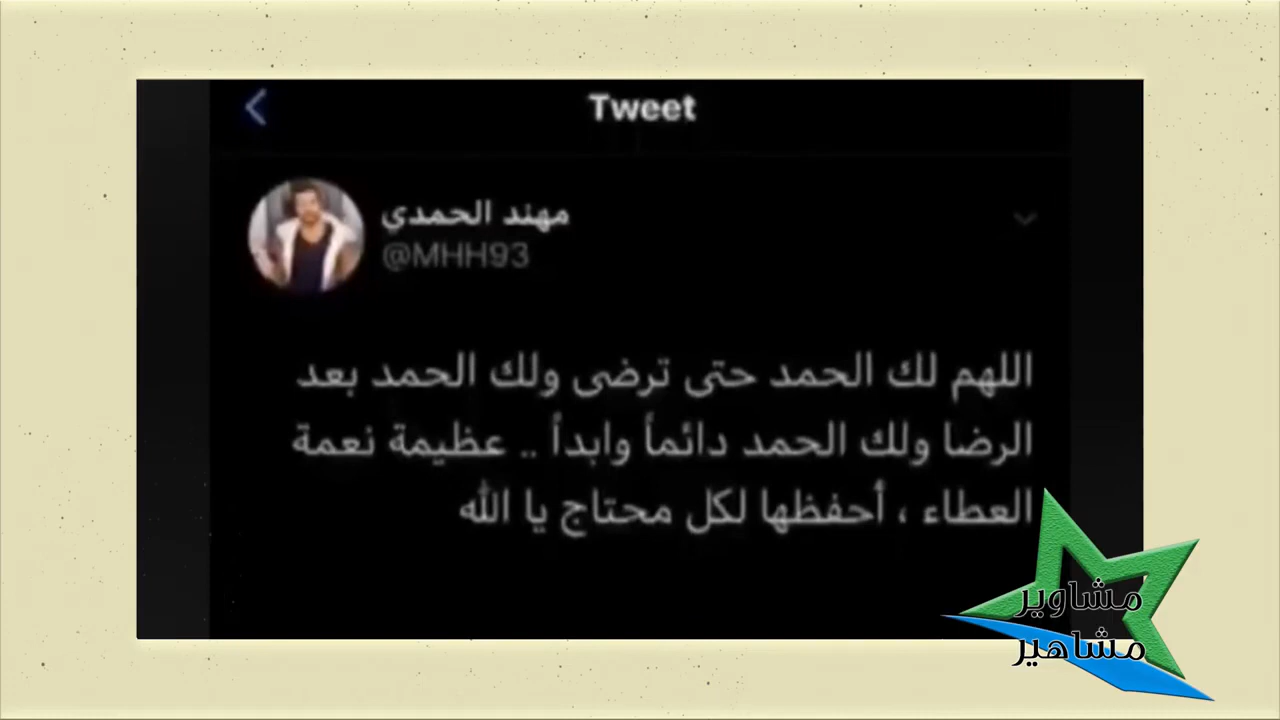 Tweet
مهند الحمدي
@MHH93
اللهم لك الحمد حتى ترضى ولك الحمد بعد
الرضا ولك الحمد دائماً وابداً .. عظيمة نعمة
العطاء ، أحفظها لكل محتاج يا الله
مشاوير
مشاهير